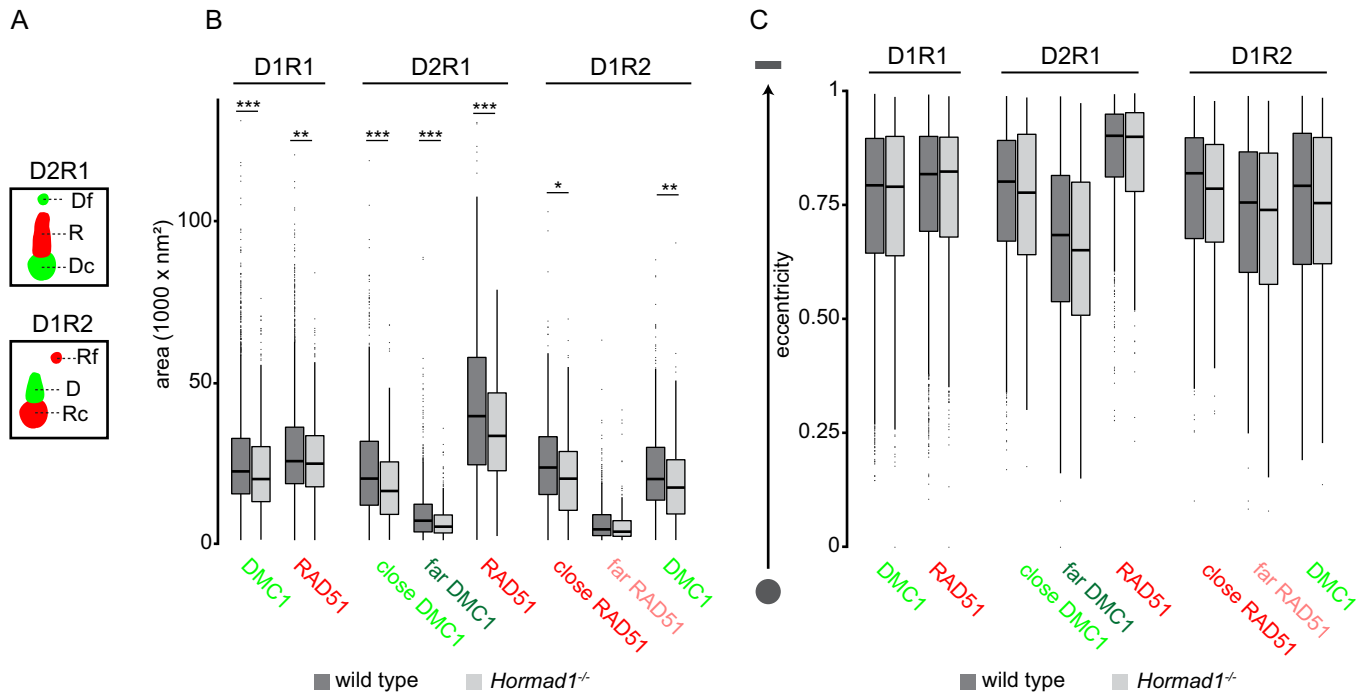 A
D2R1
Df
R
Dc
D1R2
Rf
D
Rc
B
D1R1 D2R1 D1R2
*** ** *** *** *** * **
area (1000 x nm²)
100
50
0
DMC1
RAD51
close DMC1
far DMC1
RAD51
close RAD51
far RAD51
DMC1
wild type Hormad1-/-
C
D1R1 D2R1 D1R2
eccentricity
1
0.75
0.50
0.25
0
DMC1
RAD51
close DMC1
far DMC1
RAD51
close RAD51
far RAD51
DMC1
wild type Hormad1-/-